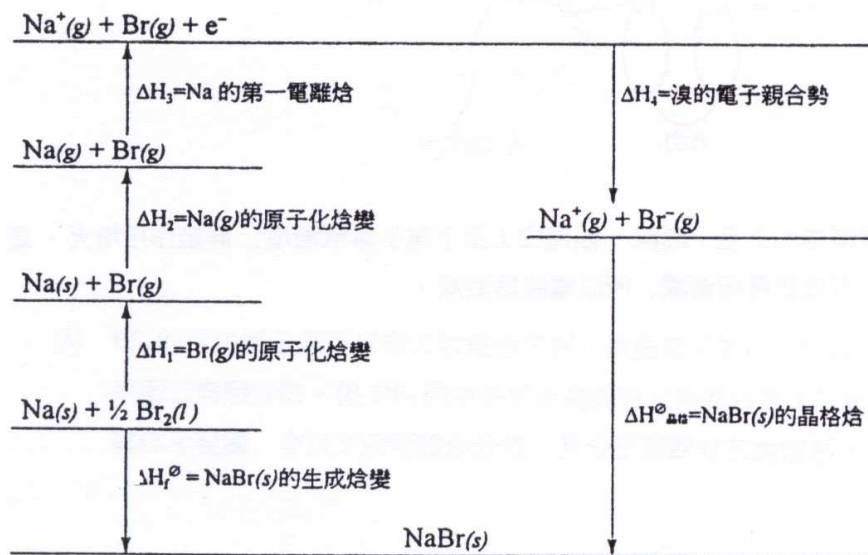 Na⁺(g) + Br(g) + e⁻
ΔH₃=Na 的第一電離焓
ΔH₄=溴的電子親合勢
Na(g) + Br(g)
ΔH₂=Na(g)的原子化焓變
Na⁺(g) + Br⁻(g)
Na(s) + Br(g)
ΔH₁=Br(g)的原子化焓變
Na(s) + ½ Br₂(l)
ΔH^ø晶格=NaBr(s)的晶格焓
ΔH_f^ø = NaBr(s)的生成焓變
NaBr(s)